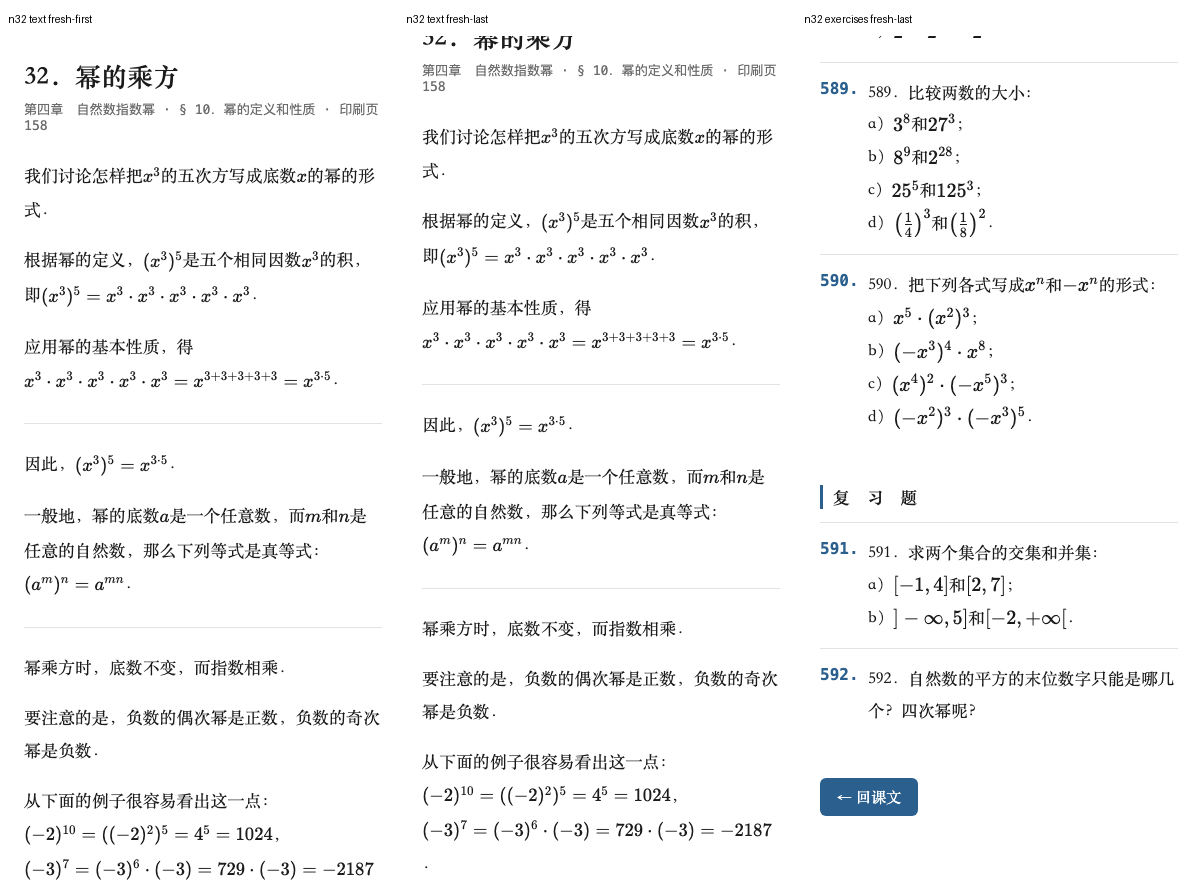 n32 text fresh-first
32. 幂的乘方
第四章 自然数指数幂 · § 10. 幂的定义和性质 · 印刷页
158
我们讨论怎样把x³的五次方写成底数x的幂的形
式.
根据幂的定义，(x³)⁵是五个相同因数x³的积，
即(x³)⁵ = x³ · x³ · x³ · x³ · x³.
应用幂的基本性质，得
x³ · x³ · x³ · x³ · x³ = x³⁺³⁺³⁺³⁺³ = x^{3·5}.
因此，(x³)⁵ = x^{3·5}.
一般地，幂的底数a是一个任意数，而m和n是
任意的自然数，那么下列等式是真等式：
(aᵐ)ⁿ = aᵐⁿ.
幂乘方时，底数不变，而指数相乘.
要注意的是，负数的偶次幂是正数，负数的奇次
幂是负数.
从下面的例子很容易看出这一点：
(−2)¹⁰ = ((−2)²)⁵ = 4⁵ = 1024,
(−3)⁷ = (−3)⁶ · (−3) = 729 · (−3) = −2187
n32 text fresh-last
32. 幂的乘方
第四章 自然数指数幂 · § 10. 幂的定义和性质 · 印刷页
158
我们讨论怎样把x³的五次方写成底数x的幂的形
式.
根据幂的定义，(x³)⁵是五个相同因数x³的积，
即(x³)⁵ = x³ · x³ · x³ · x³ · x³.
应用幂的基本性质，得
x³ · x³ · x³ · x³ · x³ = x³⁺³⁺³⁺³⁺³ = x^{3·5}.
因此，(x³)⁵ = x^{3·5}.
一般地，幂的底数a是一个任意数，而m和n是
任意的自然数，那么下列等式是真等式：
(aᵐ)ⁿ = aᵐⁿ.
幂乘方时，底数不变，而指数相乘.
要注意的是，负数的偶次幂是正数，负数的奇次
幂是负数.
从下面的例子很容易看出这一点：
(−2)¹⁰ = ((−2)²)⁵ = 4⁵ = 1024,
(−3)⁷ = (−3)⁶ · (−3) = 729 · (−3) = −2187
.
n32 exercises fresh-last
589. 589. 比较两数的大小：
a) 3⁸和27³;
b) 8⁹和2²⁸;
c) 25⁵和125³;
d) (1/4)³和(1/8)².
590. 590. 把下列各式写成xⁿ和−xⁿ的形式：
a) x⁵ · (x²)³;
b) (−x³)⁴ · x⁸;
c) (x⁴)² · (−x⁵)³;
d) (−x²)³ · (−x³)⁵.
复 习 题
591. 591. 求两个集合的交集和并集：
a) [−1, 4]和[2, 7];
b) ]−∞, 5]和[−2, +∞[.
592. 592. 自然数的平方的末位数字只能是哪几
个？四次幂呢？
← 回课文